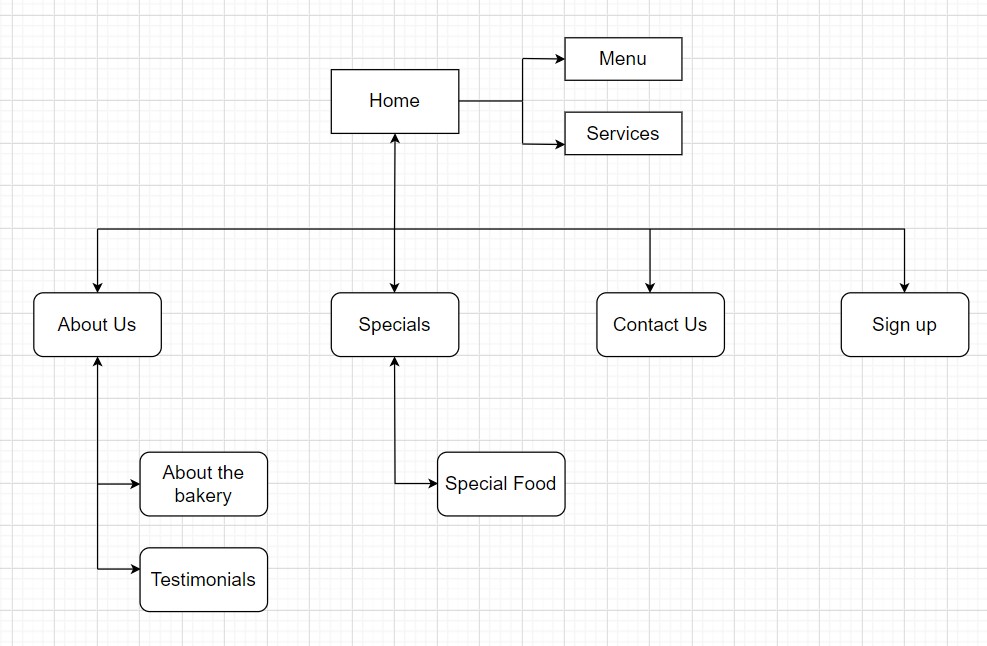 Menu
Home
Services
About Us
Specials
Contact Us
Sign up
About the
bakery
Special Food
Testimonials